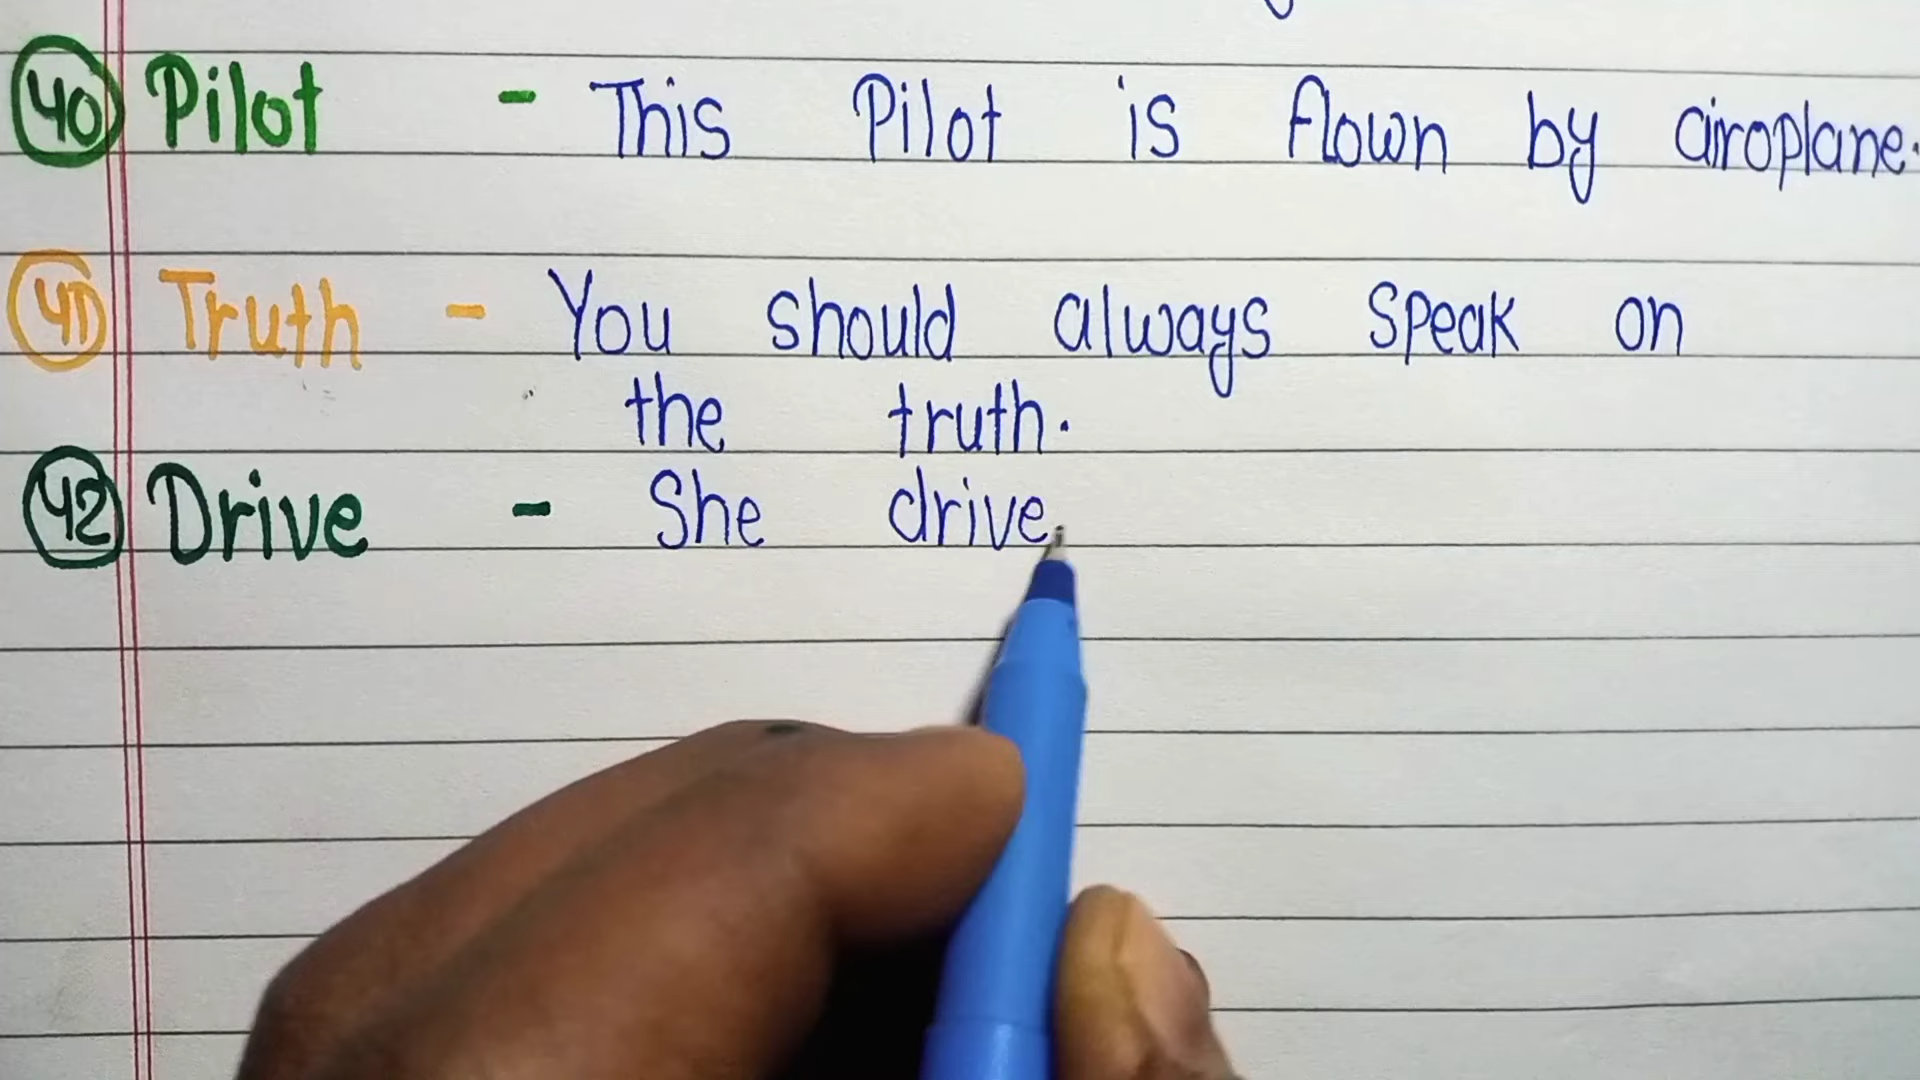 40 Pilot - This Pilot is flown by airoplane.
41 Truth - You should always speak on
the truth.
42 Drive - She drive